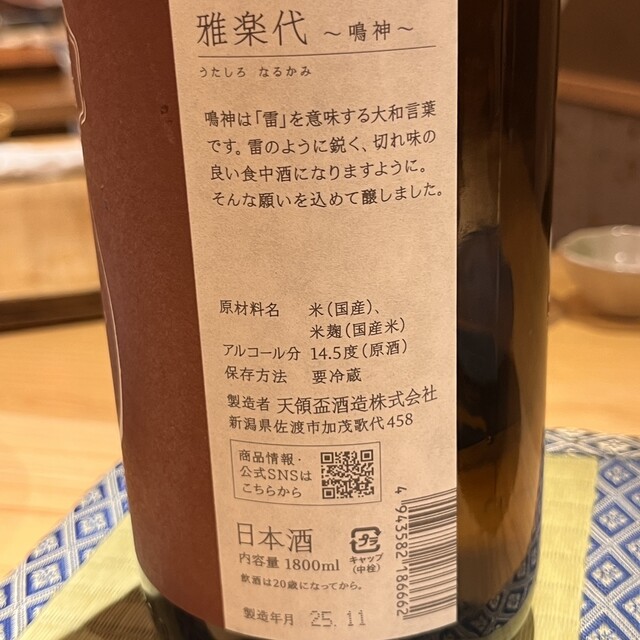 雅楽代 ～鳴神～
うたしろ なるかみ
鳴神は「雷」を意味する大和言葉
です。雷のように鋭く、切れ味の
良い食中酒になりますように。
そんな願いを込めて醸しました。
原材料名 米(国産)、
米麹(国産米)
アルコール分 14.5度(原酒)
保存方法 要冷蔵
製造者 天領盃酒造株式会社
新潟県佐渡市加茂歌代458
商品情報・
公式SNSは
こちらから
日本酒
内容量 1800ml
飲酒は20歳になってから。
プラ
キャップ
(中栓)
製造年月 25.11
4943582186662